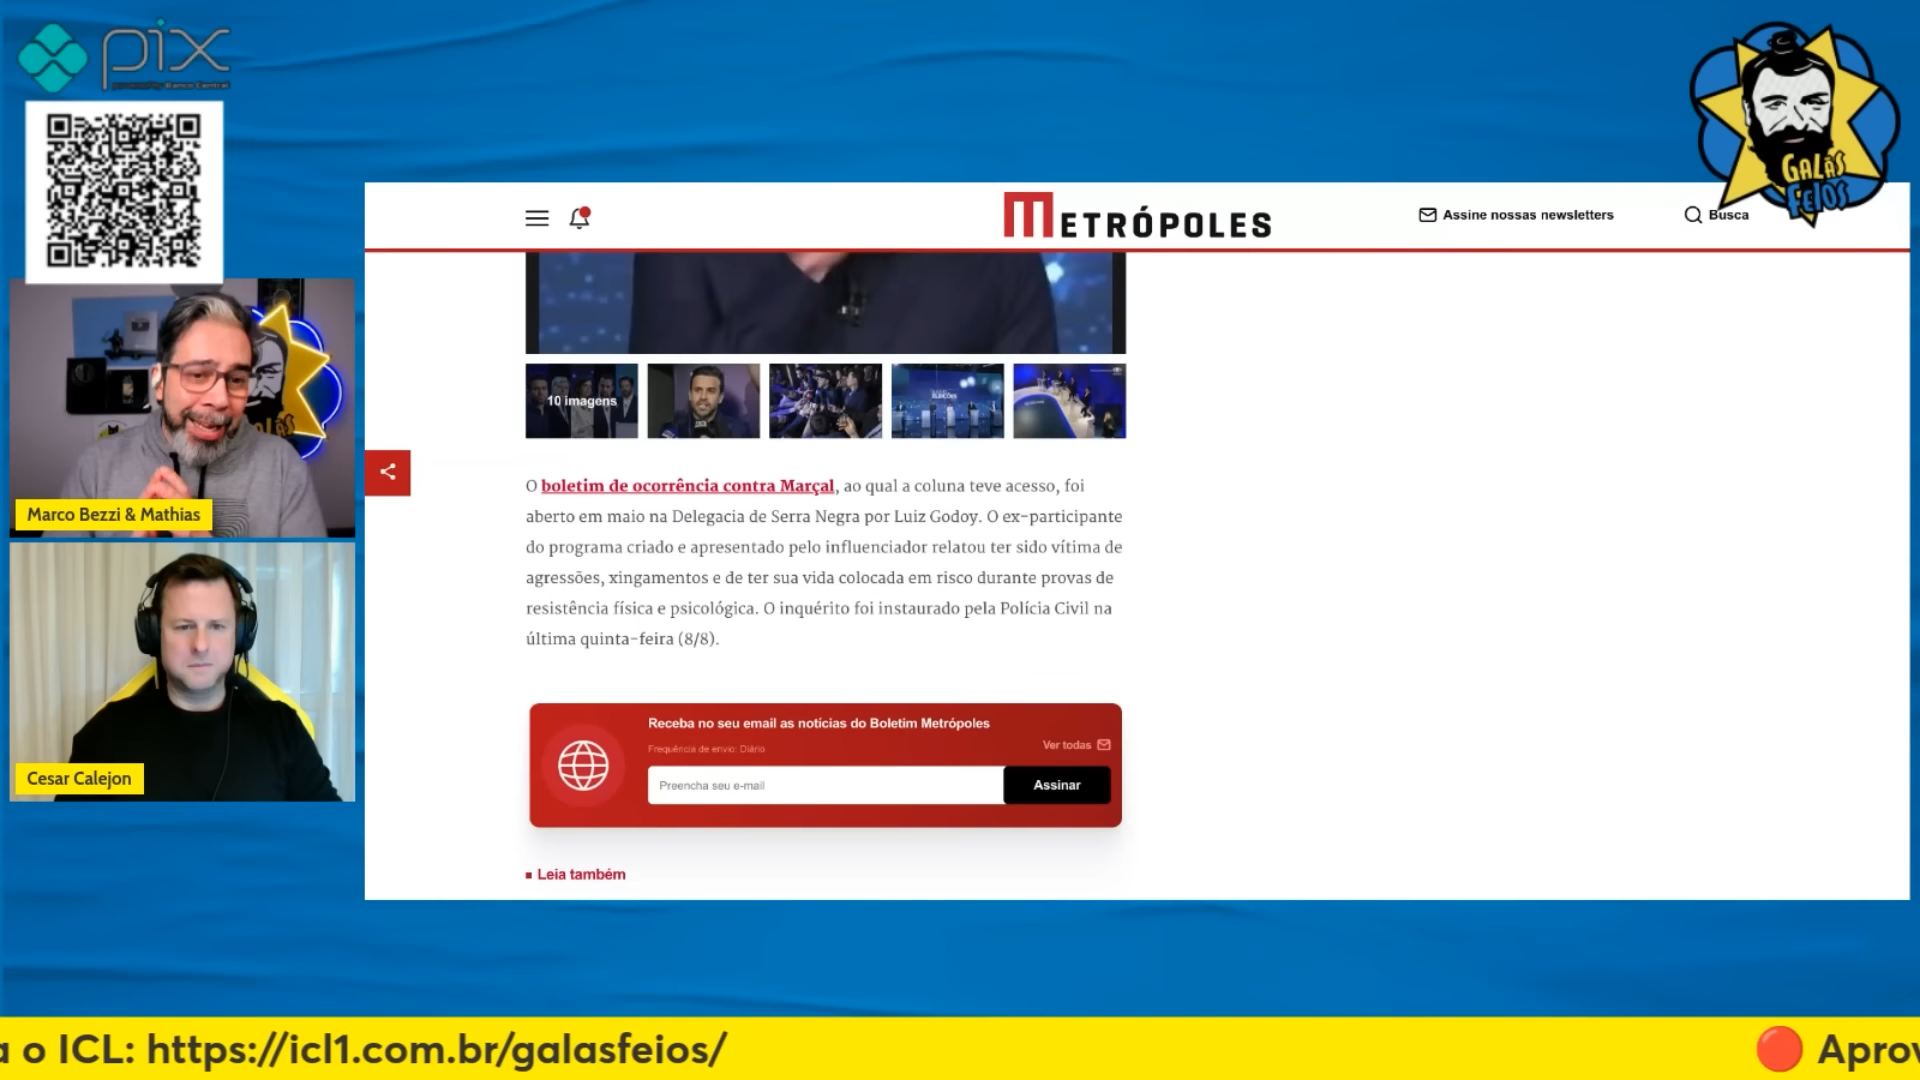 pix
powered by Banco Central
GALÃS
FEIOS
METRÓPOLES
Assine nossas newsletters
Busca
10 imagens
O boletim de ocorrência contra Marçal, ao qual a coluna teve acesso, foi
aberto em maio na Delegacia de Serra Negra por Luiz Godoy. O ex-participante
do programa criado e apresentado pelo influenciador relatou ter sido vítima de
agressões, xingamentos e de ter sua vida colocada em risco durante provas de
resistência física e psicológica. O inquérito foi instaurado pela Polícia Civil na
última quinta-feira (8/8).
Marco Bezzi & Mathias
Cesar Calejon
Receba no seu email as notícias do Boletim Metrópoles
Frequência de envio: Diário
Ver todas
Preencha seu e-mail
Assinar
Leia também
a o ICL: https://icl1.com.br/galasfeios/
Aprov